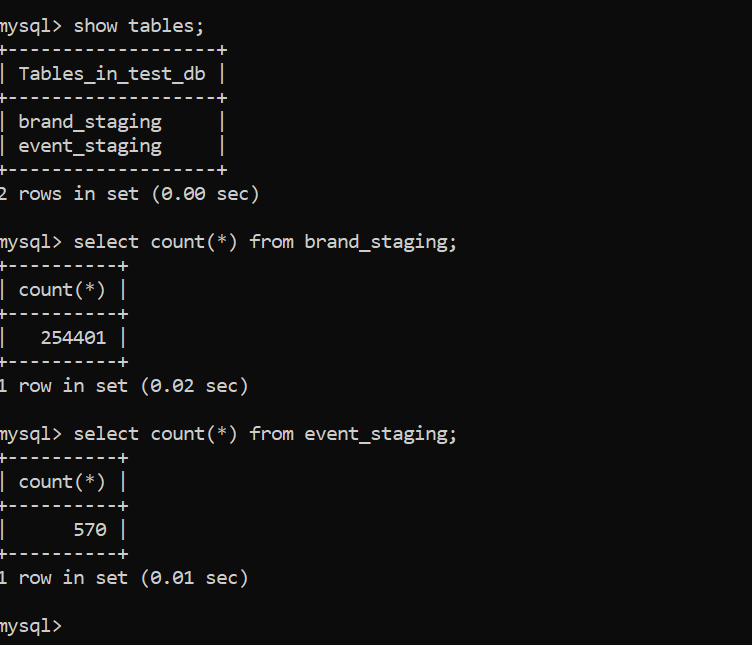 mysql> show tables;
+-------------------+
| Tables_in_test_db |
+-------------------+
| brand_staging     |
| event_staging     |
+-------------------+
2 rows in set (0.00 sec)
mysql> select count(*) from brand_staging;
+----------+
| count(*) |
+----------+
|   254401 |
+----------+
1 row in set (0.02 sec)
mysql> select count(*) from event_staging;
+----------+
| count(*) |
+----------+
|      570 |
+----------+
1 row in set (0.01 sec)
mysql>